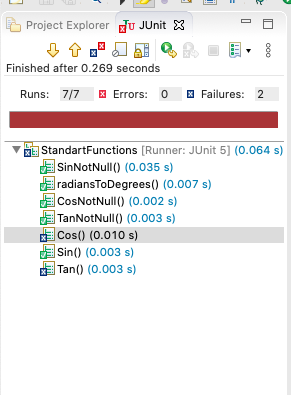 Project Explorer JUnit
Finished after 0.269 seconds
Runs: 7/7 Errors: 0 Failures: 2
StandartFunctions [Runner: JUnit 5] (0.064 s)
SinNotNull() (0.035 s)
radiansToDegrees() (0.007 s)
CosNotNull() (0.002 s)
TanNotNull() (0.003 s)
Cos() (0.010 s)
Sin() (0.003 s)
Tan() (0.003 s)